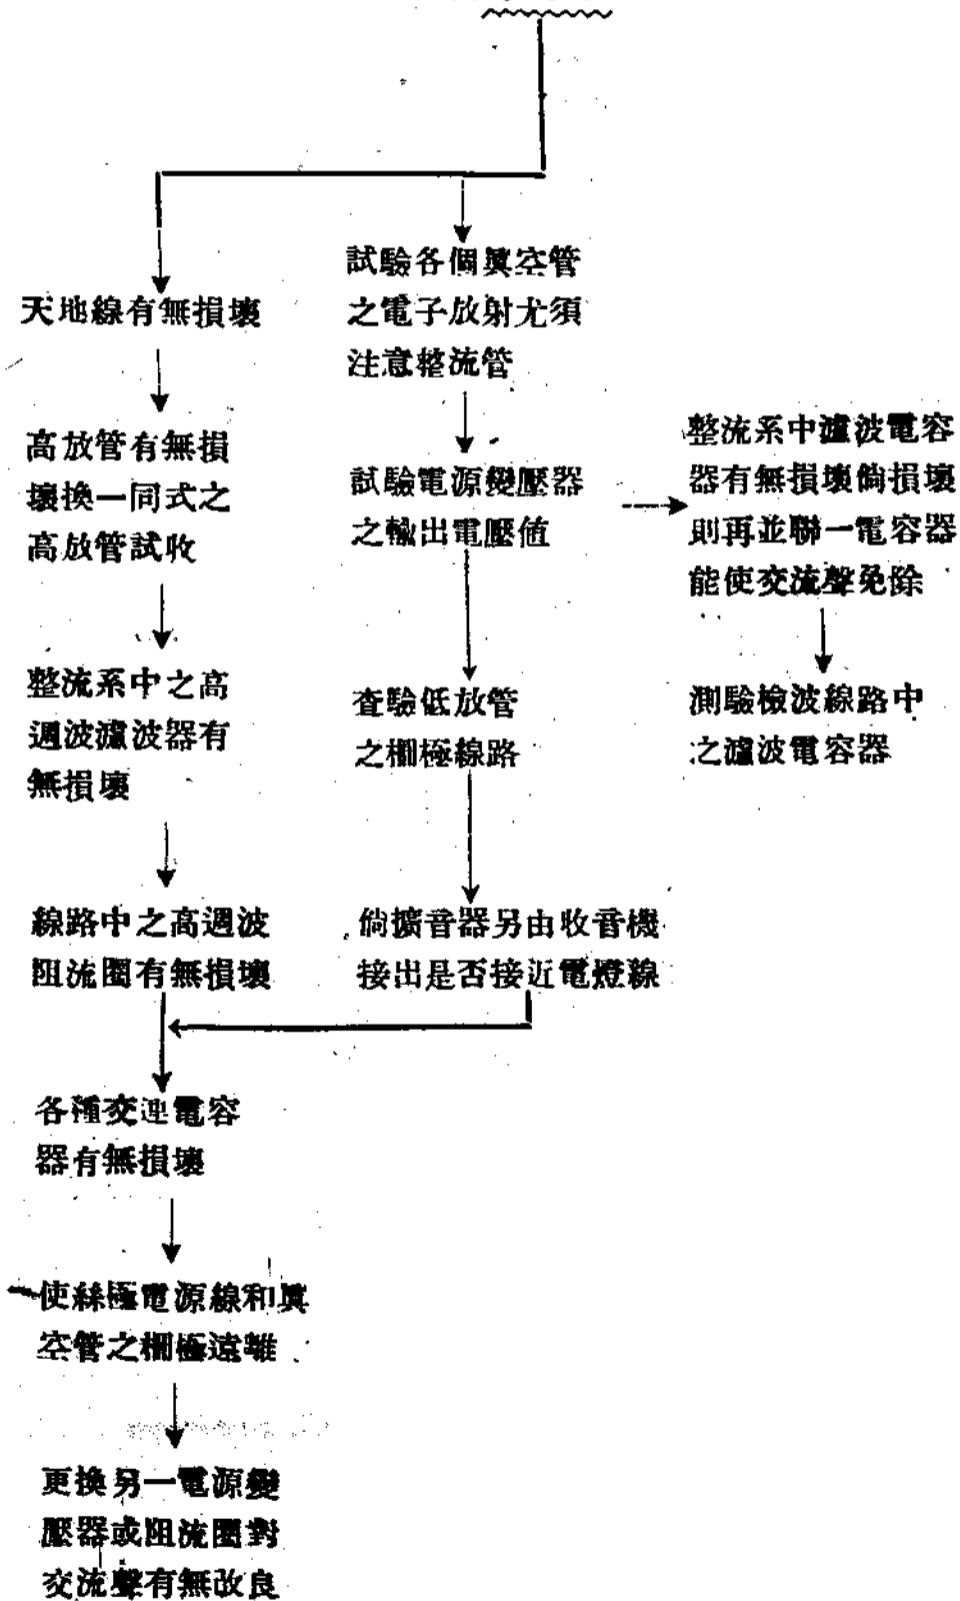 天地線有無損壞
高放管有無損
壞換一同式之
高放管試收
整流系中之高
週波濾波器有
無損壞
線路中之高週波
阻流圈有無損壞
試驗各個眞空管
之電子放射尤須
注意整流管
試驗電源變壓器
之輸出電壓値
查驗低放管
之柵極線路
倘擴音器另由收音機
接出是否接近電燈線
整流系中濾波電容
器有無損壞倘損壞
則再並聯一電容器
能使交流聲免除
測驗檢波線路中
之濾波電容器
各種交連電容
器有無損壞
使絲極電源線和眞
空管之柵極遠離
更換另一電源變
壓器或阻流圈對
交流聲有無改良